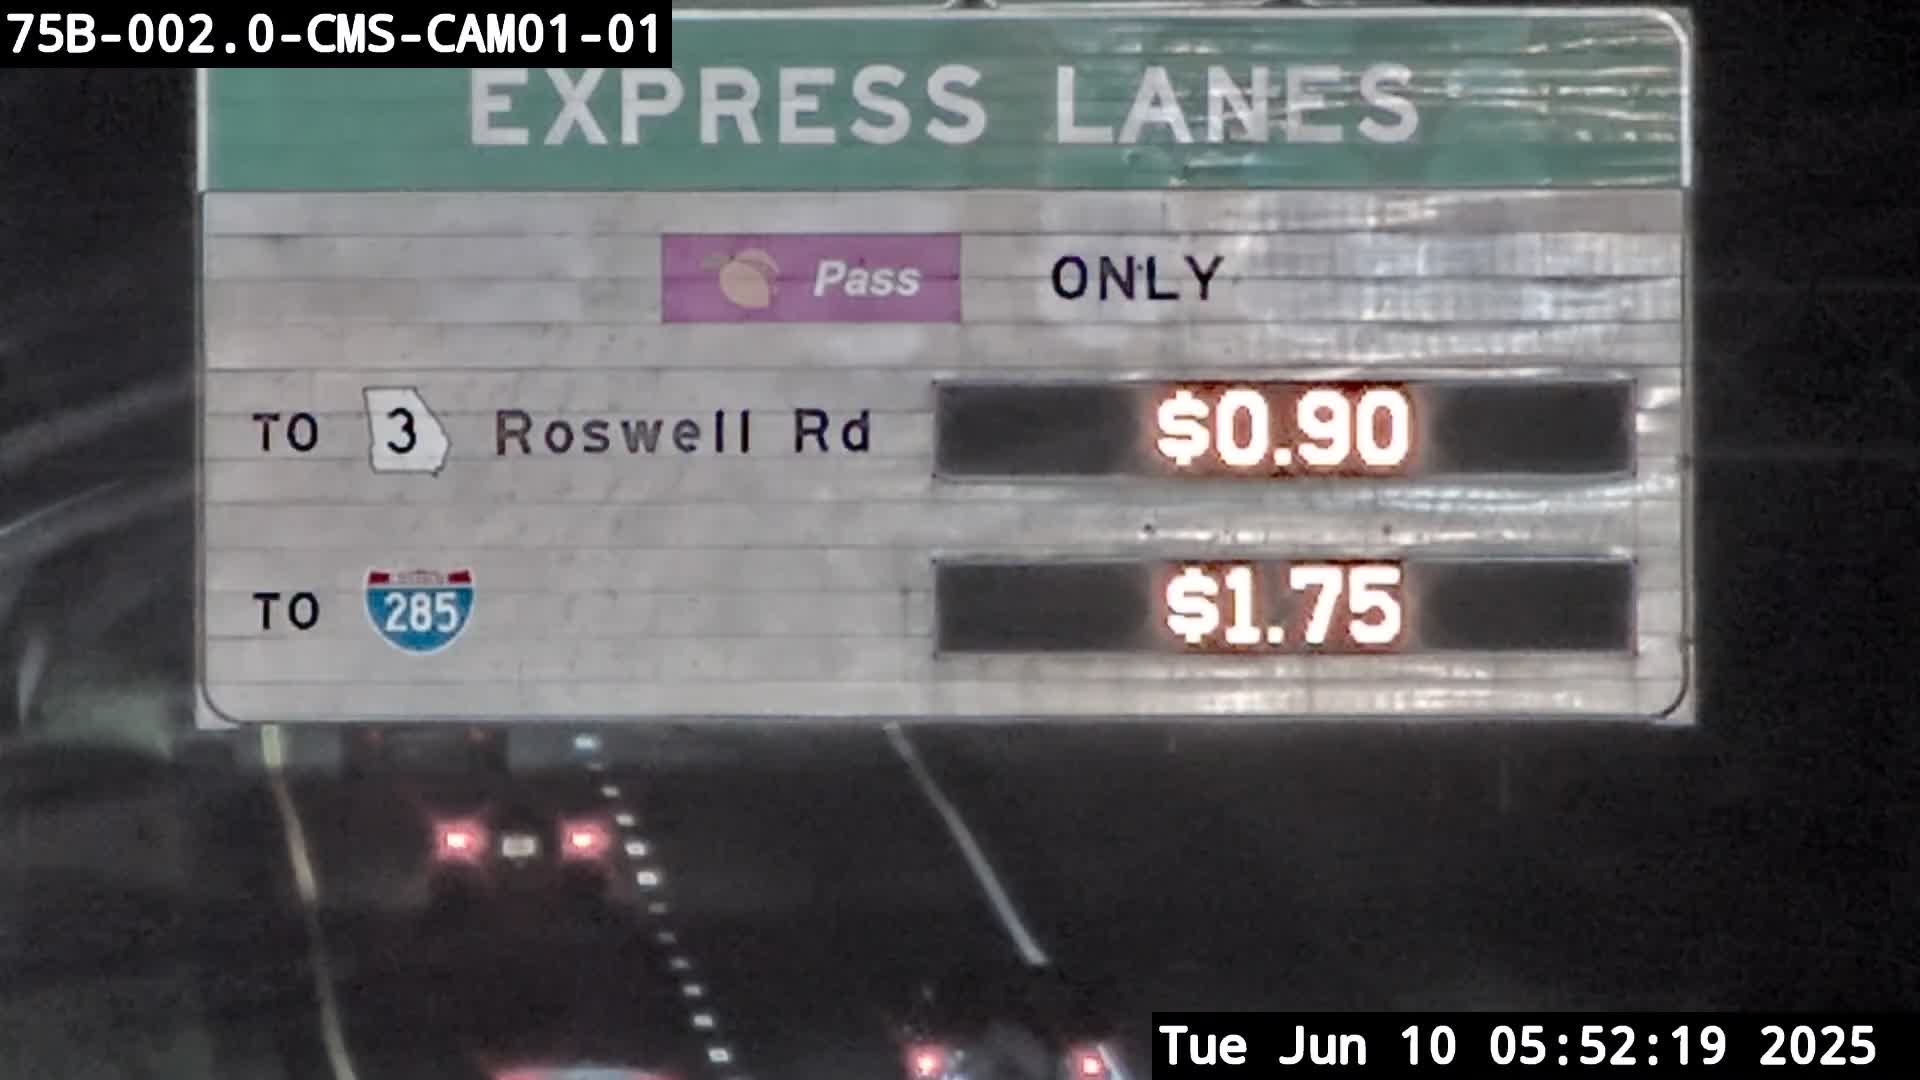 75B-002.0-CMS-CAM01-01
EXPRESS LANES
Pass ONLY
TO 3 Roswell Rd $0.90
TO 285 $1.75
Tue Jun 10 05:52:19 2025